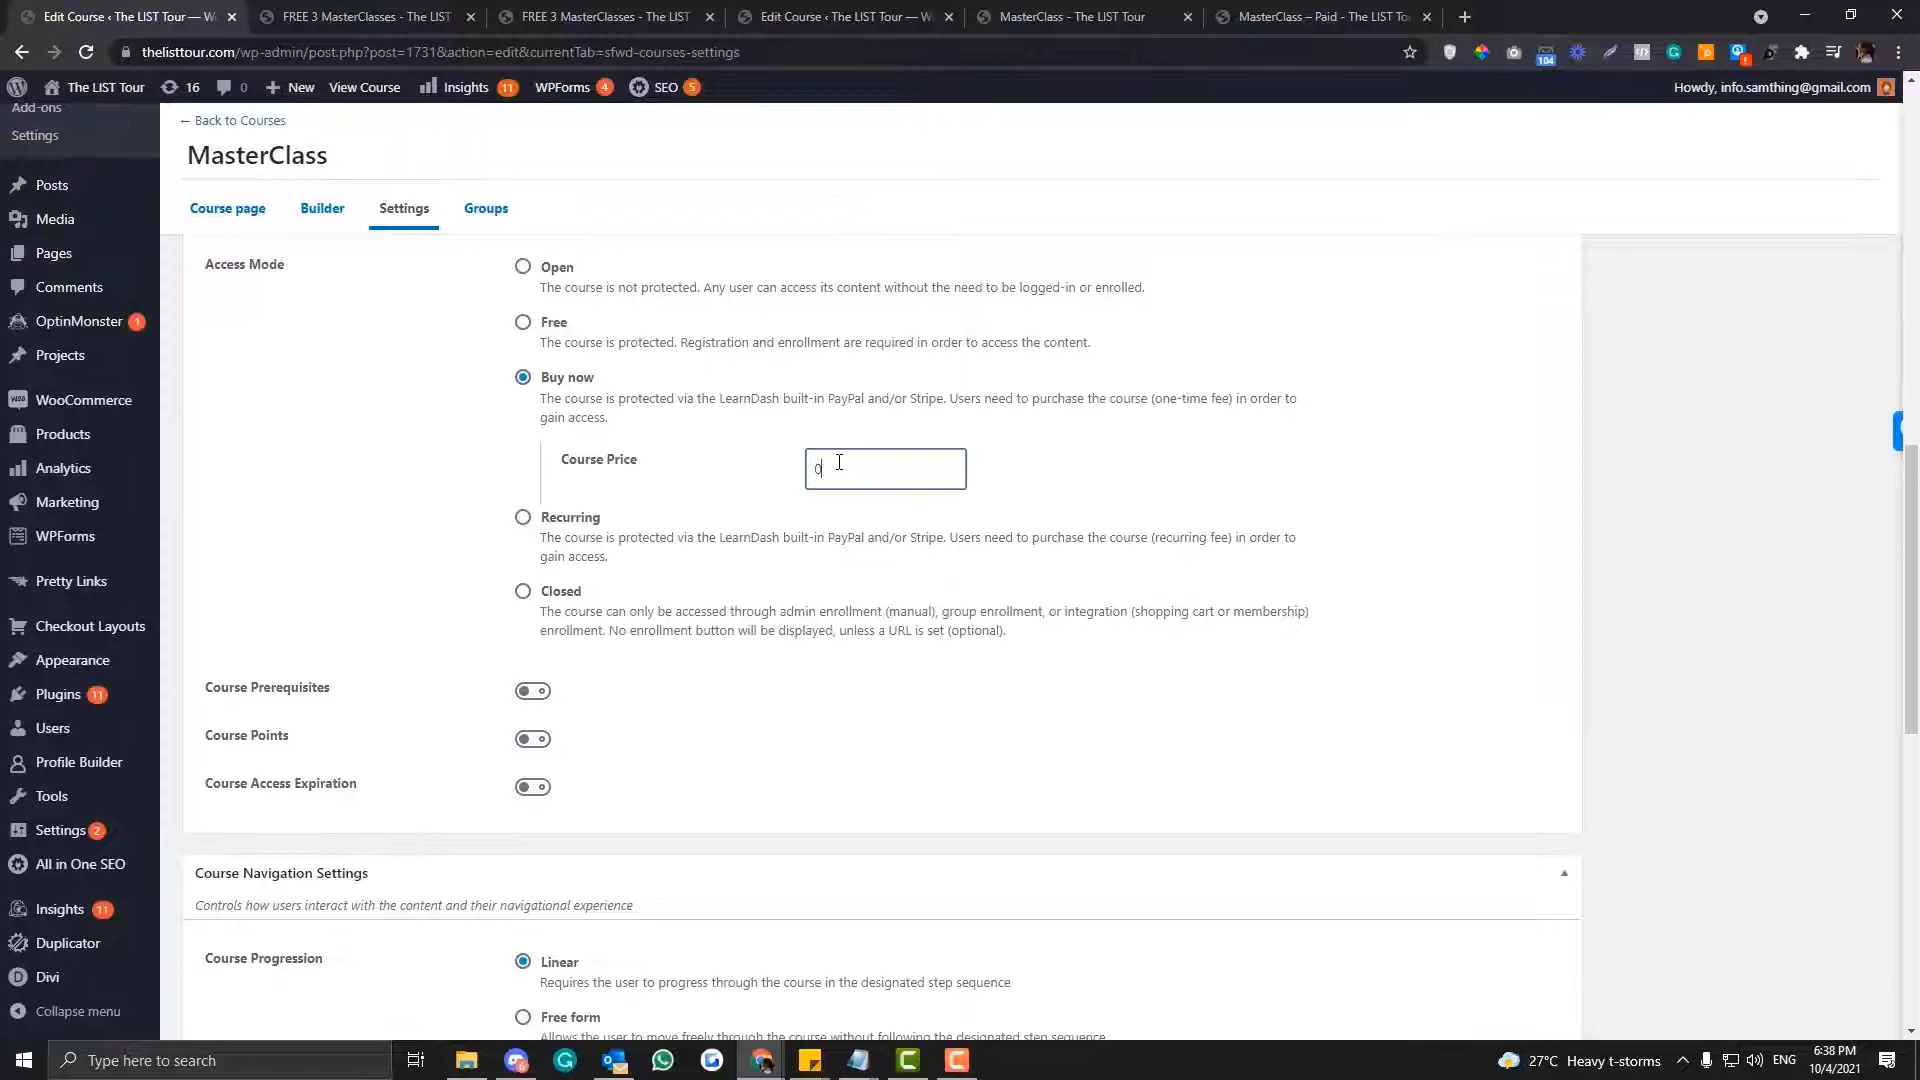 Edit Course ‹ The LIST Tour — W
FREE 3 MasterClasses - The LIST
FREE 3 MasterClasses - The LIST
Edit Course ‹ The LIST Tour — W
MasterClass - The LIST Tour
MasterClass – Paid - The LIST To
thelisttour.com/wp-admin/post.php?post=1731&action=edit&currentTab=sfwd-courses-settings
104
The LIST Tour
16
0
New
View Course
Insights 11
WPForms 4
SEO 5
Howdy, info.samthing@gmail.com
Add-ons
Settings
Posts
Media
Pages
Comments
OptinMonster 1
Projects
WooCommerce
Products
Analytics
Marketing
WPForms
Pretty Links
Checkout Layouts
Appearance
Plugins 11
Users
Profile Builder
Tools
Settings 2
All in One SEO
Insights 11
Duplicator
Divi
Collapse menu
← Back to Courses
MasterClass
Course page
Builder
Settings
Groups
Access Mode
Open
The course is not protected. Any user can access its content without the need to be logged-in or enrolled.
Free
The course is protected. Registration and enrollment are required in order to access the content.
Buy now
The course is protected via the LearnDash built-in PayPal and/or Stripe. Users need to purchase the course (one-time fee) in order to
gain access.
Course Price
0
Recurring
The course is protected via the LearnDash built-in PayPal and/or Stripe. Users need to purchase the course (recurring fee) in order to
gain access.
Closed
The course can only be accessed through admin enrollment (manual), group enrollment, or integration (shopping cart or membership)
enrollment. No enrollment button will be displayed, unless a URL is set (optional).
Course Prerequisites
Course Points
Course Access Expiration
Course Navigation Settings
Controls how users interact with the content and their navigational experience
Course Progression
Linear
Requires the user to progress through the course in the designated step sequence
Free form
Allows the user to move freely through the course without following the designated step sequence
Type here to search
27°C Heavy t-storms
ENG
6:38 PM
10/4/2021